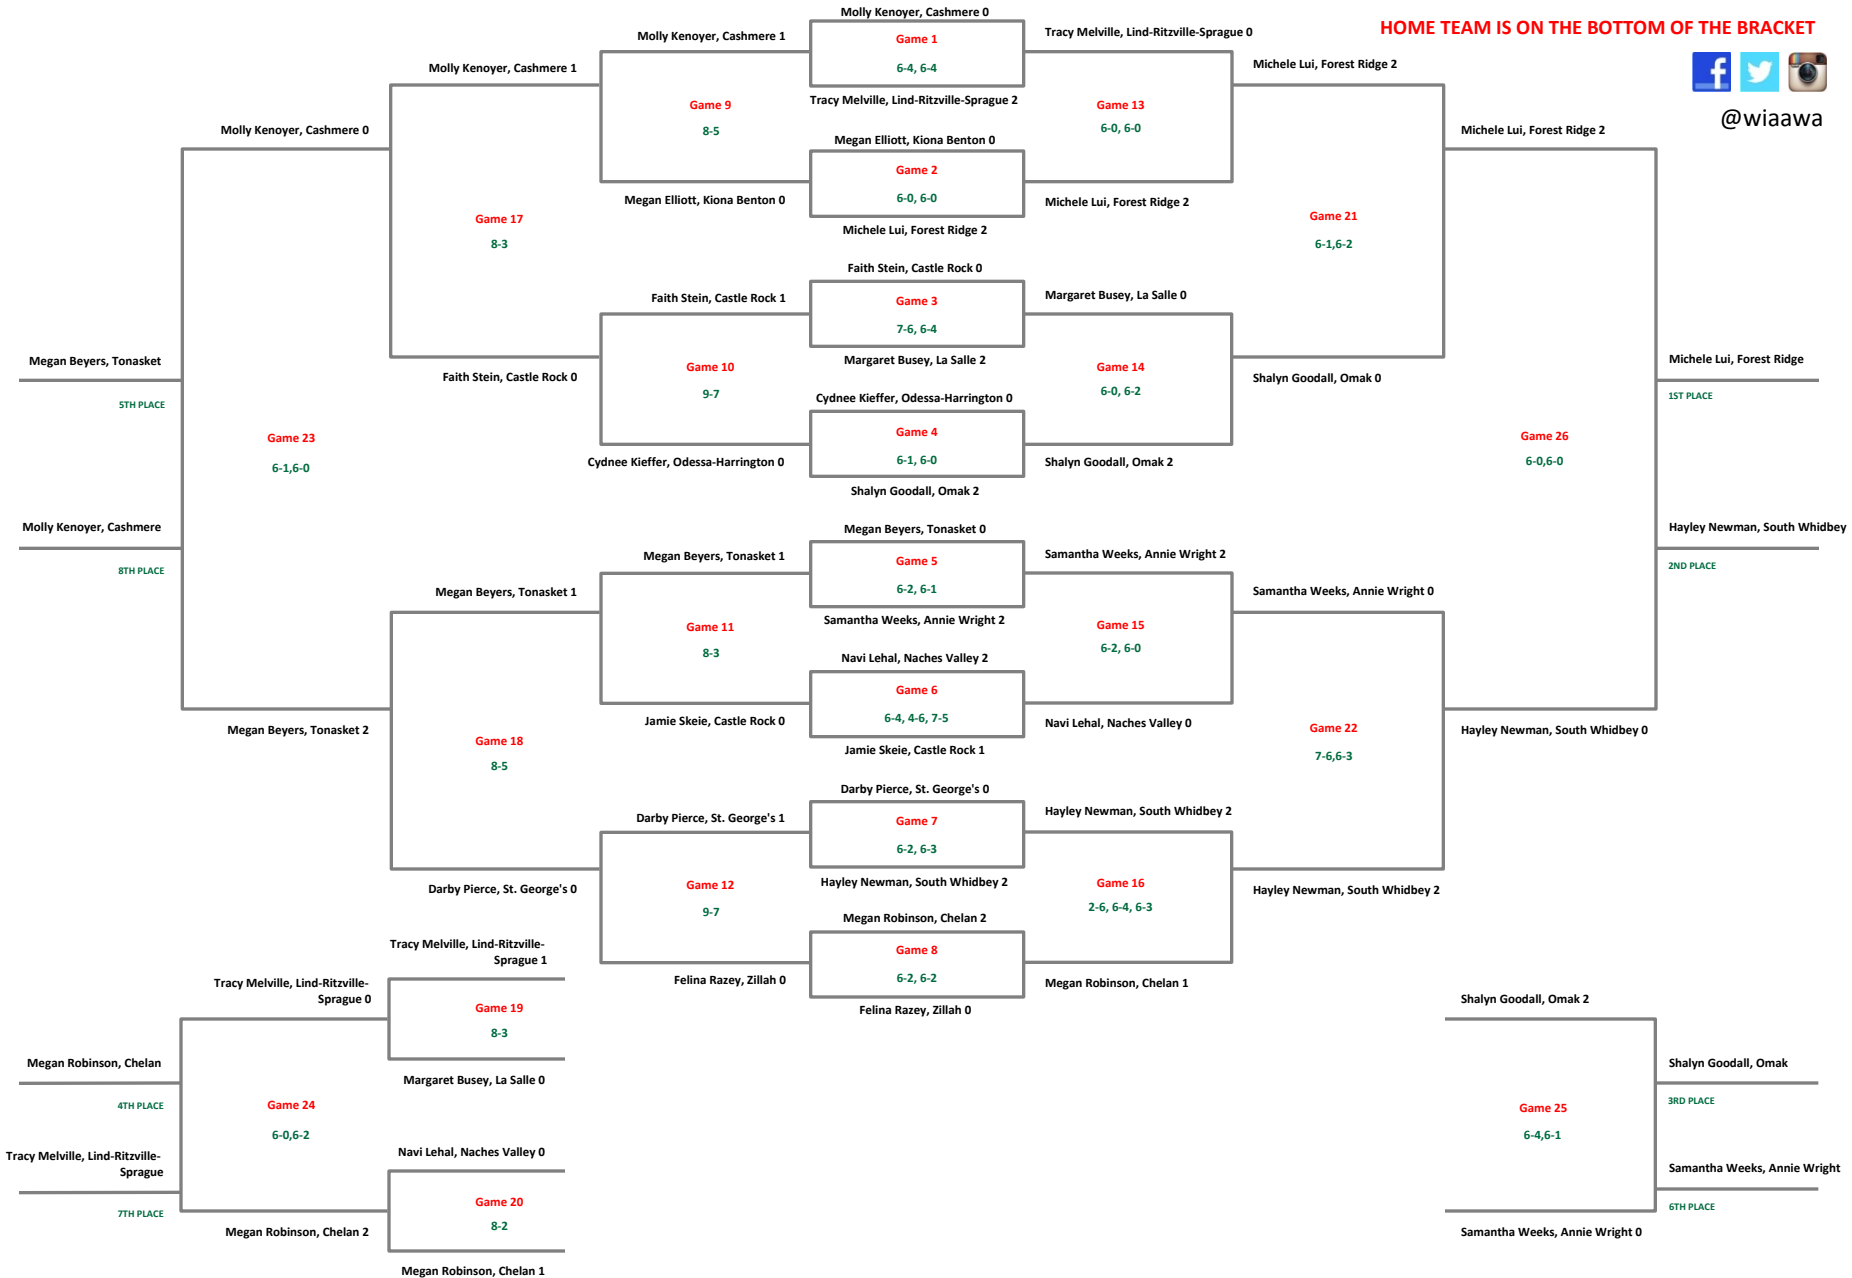 Molly Kenoyer, Cashmere 0
HOME TEAM IS ON THE BOTTOM OF THE BRACKET
Molly Kenoyer, Cashmere 1
Game 1
Tracy Melville, Lind-Ritzville-Sprague 0
Molly Kenoyer, Cashmere 1
6-4, 6-4
Michele Lui, Forest Ridge 2
f
Game 9
Tracy Melville, Lind-Ritzville-Sprague 2
Game 13
@wiaawa
8-5
6-0, 6-0
Molly Kenoyer, Cashmere 0
Megan Elliott, Kiona Benton 0
Michele Lui, Forest Ridge 2
Game 2
6-0, 6-0
Megan Elliott, Kiona Benton 0
Michele Lui, Forest Ridge 2
Game 17
Michele Lui, Forest Ridge 2
Game 21
8-3
6-1,6-2
Faith Stein, Castle Rock 0
Faith Stein, Castle Rock 1
Game 3
Margaret Busey, La Salle 0
7-6, 6-4
Megan Beyers, Tonasket
Margaret Busey, La Salle 2
Michele Lui, Forest Ridge
Game 10
Game 14
Faith Stein, Castle Rock 0
Shalyn Goodall, Omak 0
9-7
6-0, 6-2
5TH PLACE
Cydnee Kieffer, Odessa-Harrington 0
1ST PLACE
Game 23
Game 4
Game 26
6-1,6-0
Cydnee Kieffer, Odessa-Harrington 0
6-1, 6-0
Shalyn Goodall, Omak 2
6-0,6-0
Shalyn Goodall, Omak 2
Molly Kenoyer, Cashmere
Megan Beyers, Tonasket 0
Hayley Newman, South Whidbey
Megan Beyers, Tonasket 1
Game 5
Samantha Weeks, Annie Wright 2
8TH PLACE
2ND PLACE
Megan Beyers, Tonasket 1
6-2, 6-1
Samantha Weeks, Annie Wright 0
Game 11
Samantha Weeks, Annie Wright 2
Game 15
8-3
6-2, 6-0
Navi Lehal, Naches Valley 2
Game 6
Jamie Skeie, Castle Rock 0
6-4, 4-6, 7-5
Navi Lehal, Naches Valley 0
Megan Beyers, Tonasket 2
Game 22
Hayley Newman, South Whidbey 0
Game 18
Jamie Skeie, Castle Rock 1
7-6,6-3
8-5
Darby Pierce, St. George's 0
Darby Pierce, St. George's 1
Game 7
Hayley Newman, South Whidbey 2
6-2, 6-3
Darby Pierce, St. George's 0
Game 12
Hayley Newman, South Whidbey 2
Game 16
Hayley Newman, South Whidbey 2
9-7
2-6, 6-4, 6-3
Megan Robinson, Chelan 2
Tracy Melville, Lind-Ritzville-
Sprague 1
Game 8
Tracy Melville, Lind-Ritzville-
Sprague 0
Felina Razey, Zillah 0
6-2, 6-2
Megan Robinson, Chelan 1
Game 19
Felina Razey, Zillah 0
Shalyn Goodall, Omak 2
8-3
Megan Robinson, Chelan
Margaret Busey, La Salle 0
Shalyn Goodall, Omak
4TH PLACE
Game 24
3RD PLACE
6-0,6-2
Game 25
Tracy Melville, Lind-Ritzville-
Sprague
Navi Lehal, Naches Valley 0
6-4,6-1
Samantha Weeks, Annie Wright
7TH PLACE
Game 20
6TH PLACE
Megan Robinson, Chelan 2
8-2
Samantha Weeks, Annie Wright 0
Megan Robinson, Chelan 1